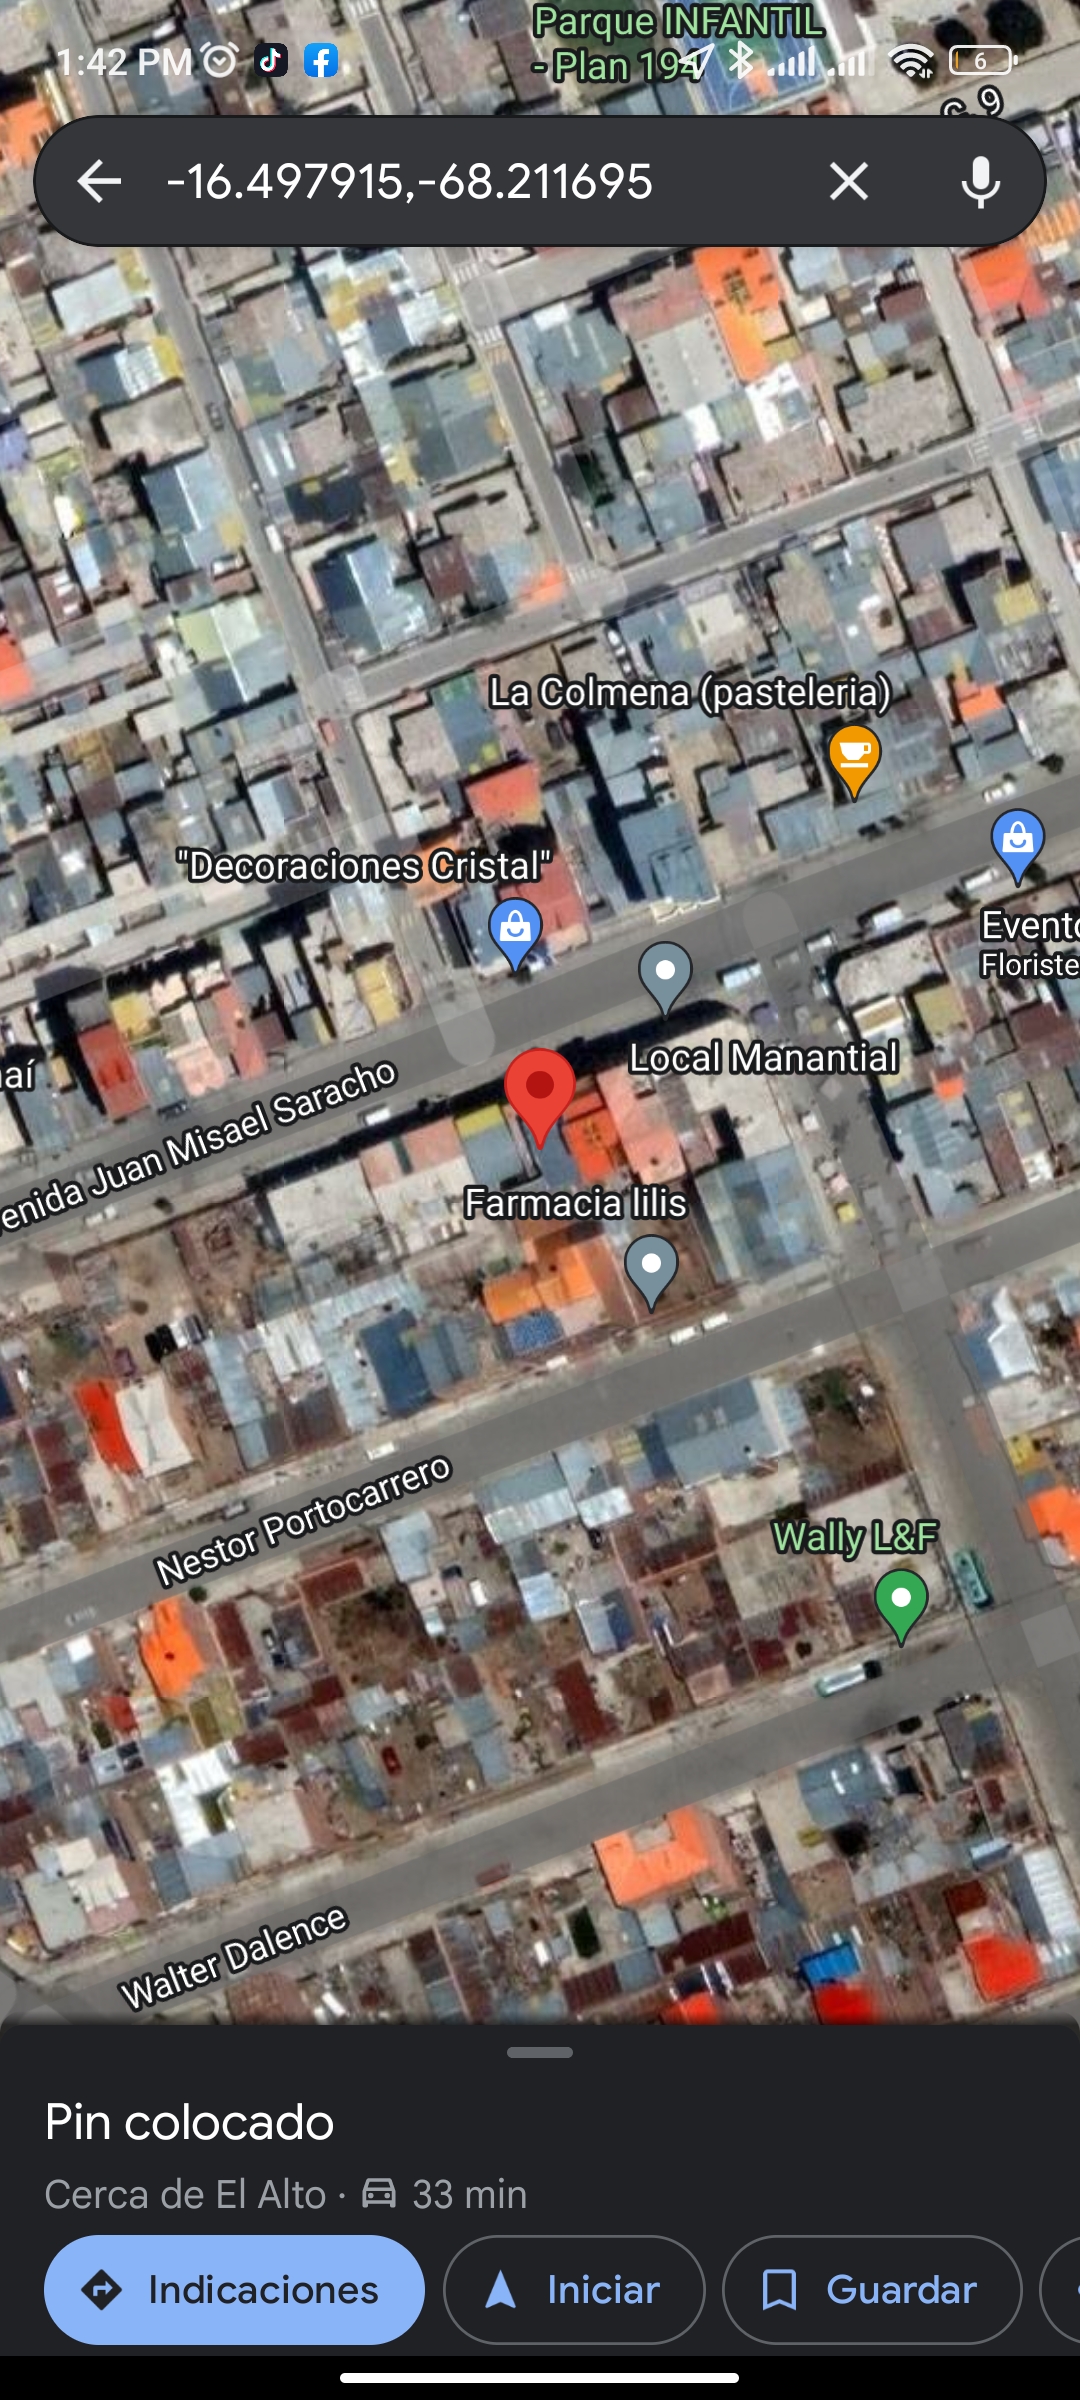 Parque INFANTIL
- Plan 194
1:42 PM
6
C. 9
-16.497915,-68.211695
La Colmena (pasteleria)
"Decoraciones Cristal"
Evento
Floriste
Local Manantial
aí
enida Juan Misael Saracho
Farmacia lilis
Nestor Portocarrero
Wally L&F
Walter Dalence
Pin colocado
Cerca de El Alto · 33 min
Indicaciones
Iniciar
Guardar